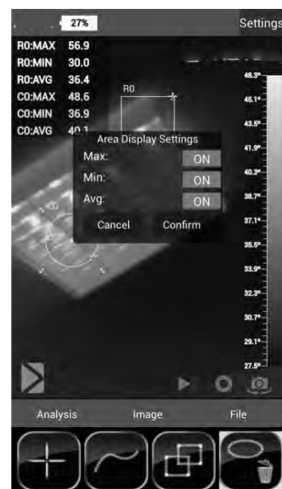 27% Settings
R0:MAX 56.9
R0:MIN 30.0
R0:AVG 36.4
C0:MAX 48.6
C0:MIN 36.9
C0:AVG 40.1
R0
48.3°
45.1°
43.5°
41.9°
40.3°
38.7°
37.1°
35.5°
33.9°
32.3°
30.7°
29.1°
27.5°
Area Display Settings
Max: ON
Min: ON
Avg: ON
Cancel Confirm
Analysis Image File